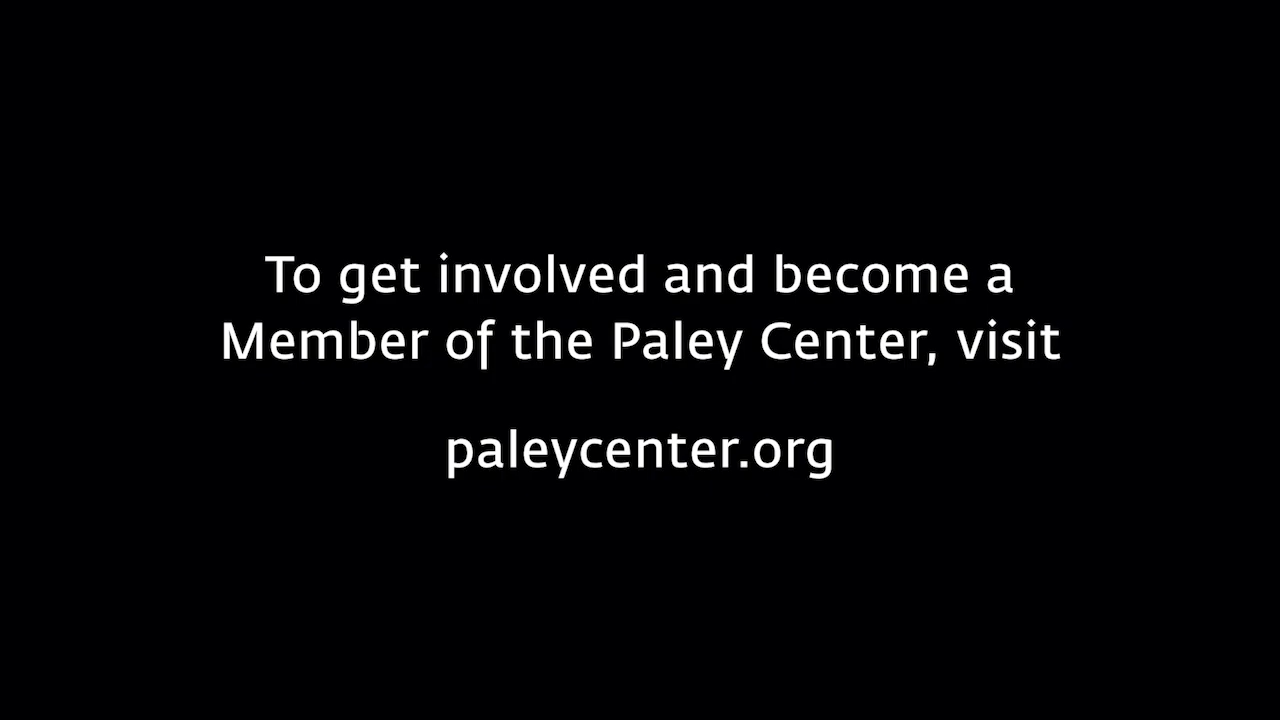 To get involved and become a
Member of the Paley Center, visit
paleycenter.org